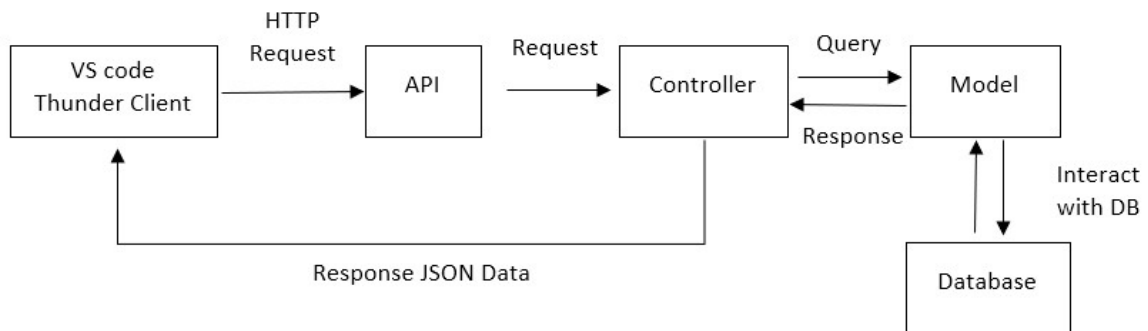 HTTP
Request
VS code
Thunder Client
API
Request
Controller
Query
Response
Model
Interact
with DB
Database
Response JSON Data